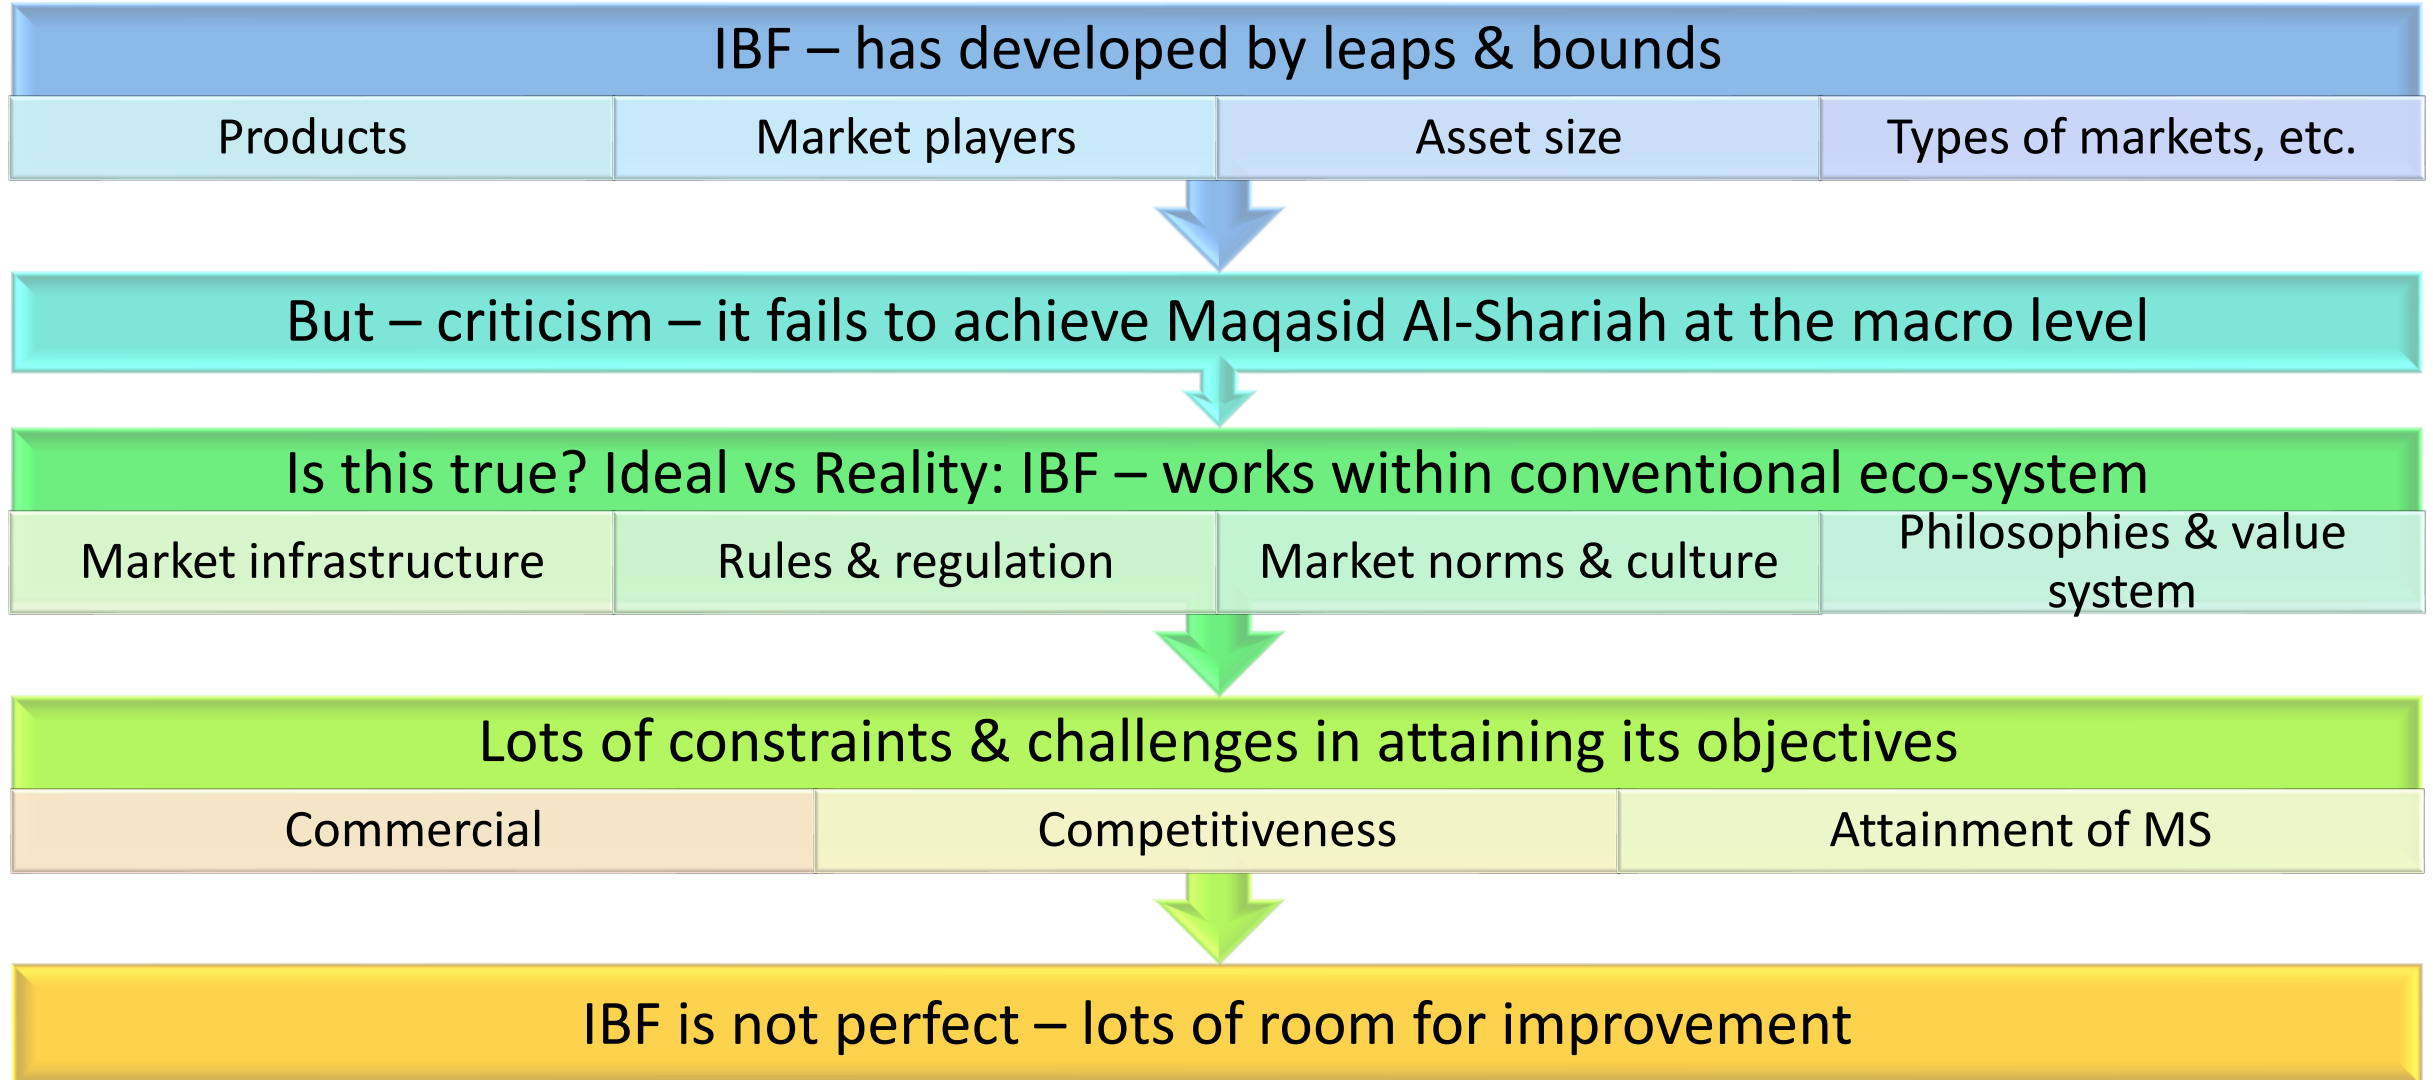 IBF – has developed by leaps & bounds
Products
Market players
Asset size
Types of markets, etc.
But – criticism – it fails to achieve Maqasid Al-Shariah at the macro level
Is this true? Ideal vs Reality: IBF – works within conventional eco-system
Market infrastructure
Rules & regulation
Market norms & culture
Philosophies & value
system
Lots of constraints & challenges in attaining its objectives
Commercial
Competitiveness
Attainment of MS
IBF is not perfect – lots of room for improvement